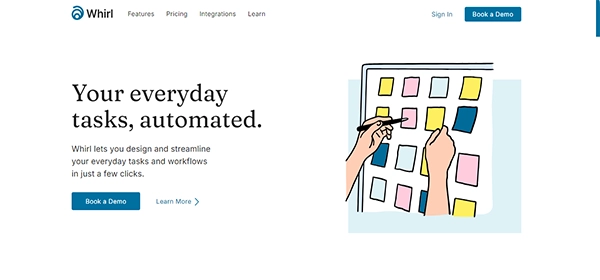 Whirl
Features
Pricing
Integrations
Learn
Sign In
Book a Demo
Your everyday
tasks, automated.
Whirl lets you design and streamline
your everyday tasks and workflows
in just a few clicks.
Book a Demo
Learn More